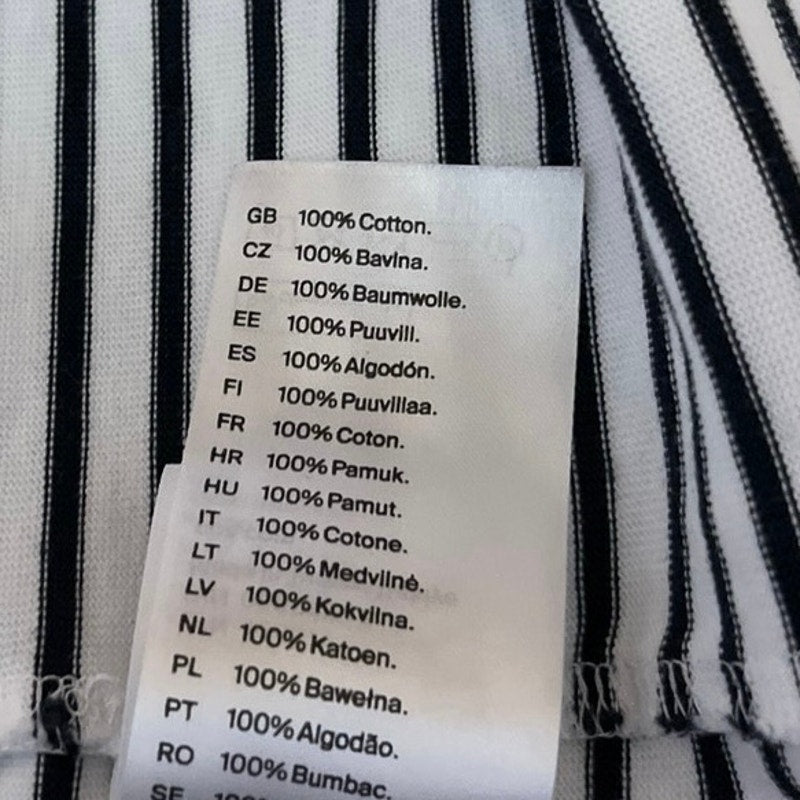 GB 100% Cotton.
CZ 100% Bavlna.
DE 100% Baumwolle.
EE 100% Puuvill.
ES 100% Algodón.
FI 100% Puuvillaa.
FR 100% Coton.
HR 100% Pamuk.
HU 100% Pamut.
IT 100% Cotone.
LT 100% Medvilnė.
LV 100% Kokvilna.
NL 100% Katoen.
PL 100% Bawełna.
PT 100% Algodão.
RO 100% Bumbac.
SE 100%